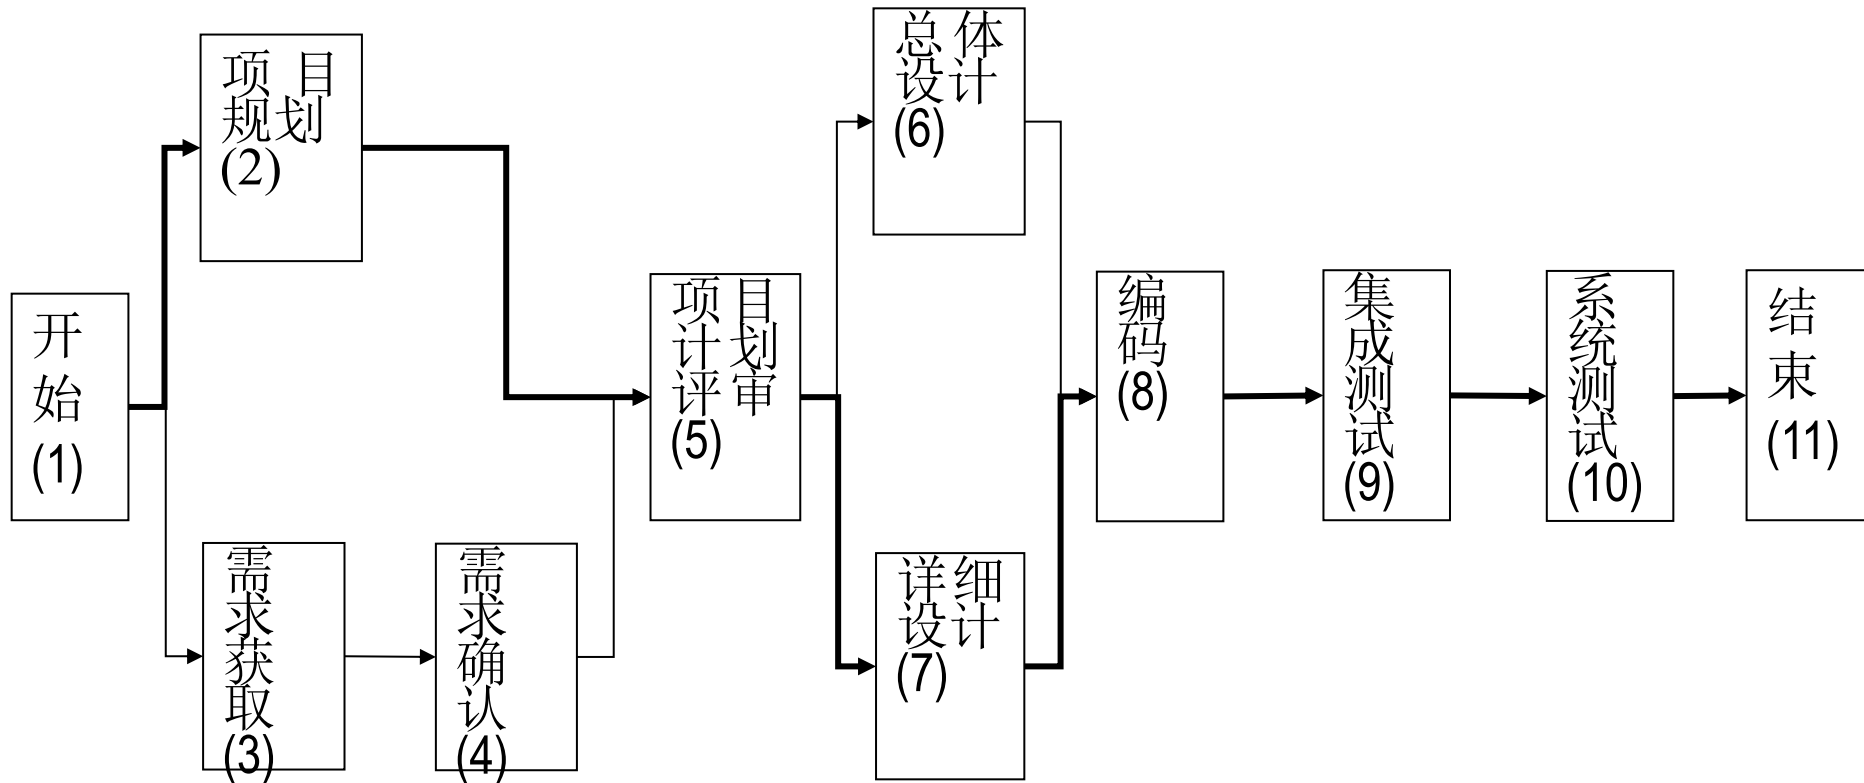 开
始
(1)
项 目
规划
(2)
需
求
获
取
(3)
需
求
确
认
(4)
项 目
计 划
评 审
(5)
总 体
设计
(6)
详 细
设计
(7)
编
码
(8)
集
成
测
试
(9)
系
统
测
试
(10)
结
束
(11)